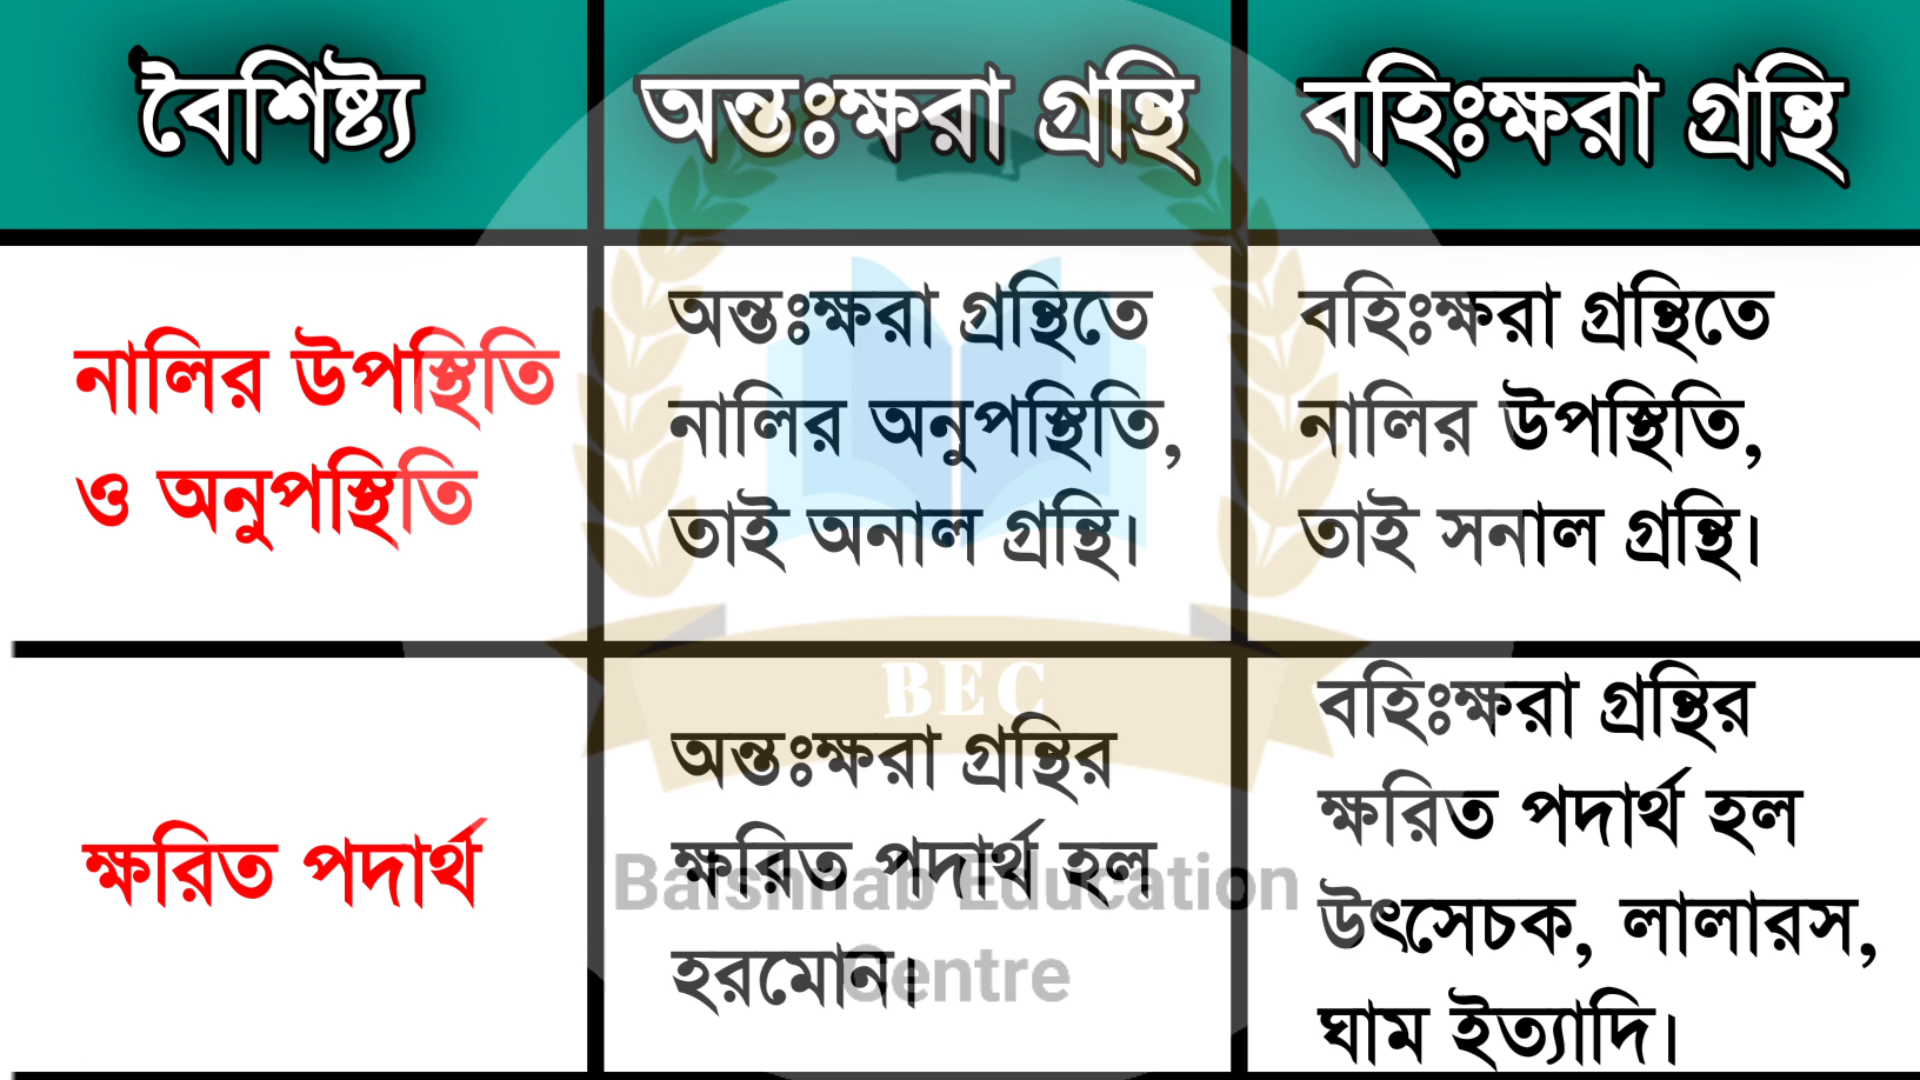 বৈশিষ্ট্য
অন্তঃক্ষরা গ্রন্থি
বহিঃক্ষরা গ্রন্থি
নালির উপস্থিতি
ও অনুপস্থিতি
অন্তঃক্ষরা গ্রন্থিতে
নালির অনুপস্থিতি,
তাই অনাল গ্রন্থি।
বহিঃক্ষরা গ্রন্থিতে
নালির উপস্থিতি,
তাই সনাল গ্রন্থি।
ক্ষরিত পদার্থ
অন্তঃক্ষরা গ্রন্থির
ক্ষরিত পদার্থ হল
হরমোন।
বহিঃক্ষরা গ্রন্থির
ক্ষরিত পদার্থ হল
উৎসেচক, লালারস,
ঘাম ইত্যাদি।
BEC
Baishnab Education
Centre